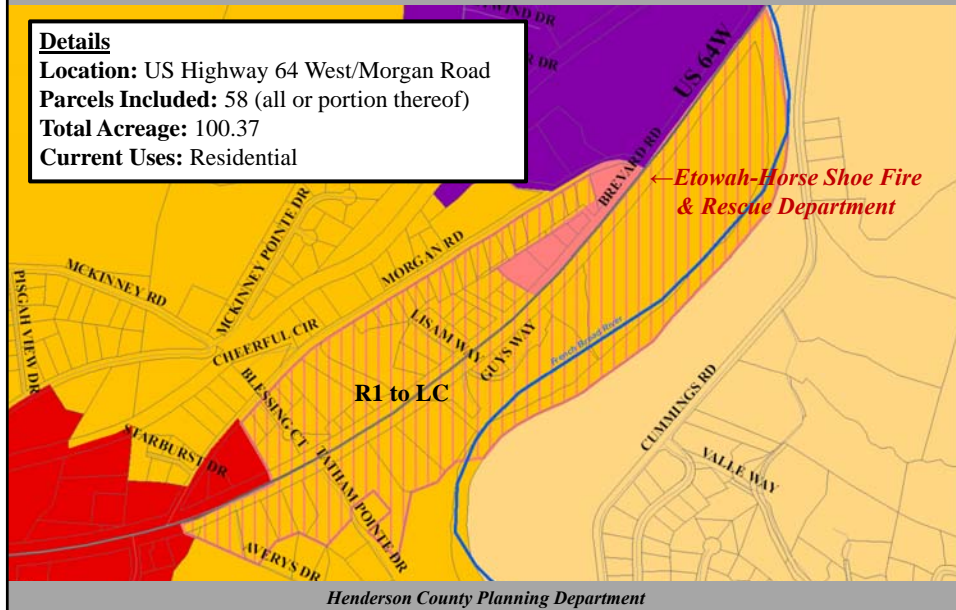 Details
Location: US Highway 64 West/Morgan Road
Parcels Included: 58 (all or portion thereof)
Total Acreage: 100.37
Current Uses: Residential
US 64W
BREVARD RD
←Etowah-Horse Shoe Fire
& Rescue Department
MORGAN RD
MCKINNEY POINTE DR
MCKINNEY RD
PISGAH VIEW DR
CHEERFUL CIR
LISAM WAY
GUYS WAY
French Broad River
R1 to LC
BLESSING CT
CUMMINGS RD
STARBURST DR
TATHAM POINTE DR
VALLE WAY
AVERYS DR
Henderson County Planning Department